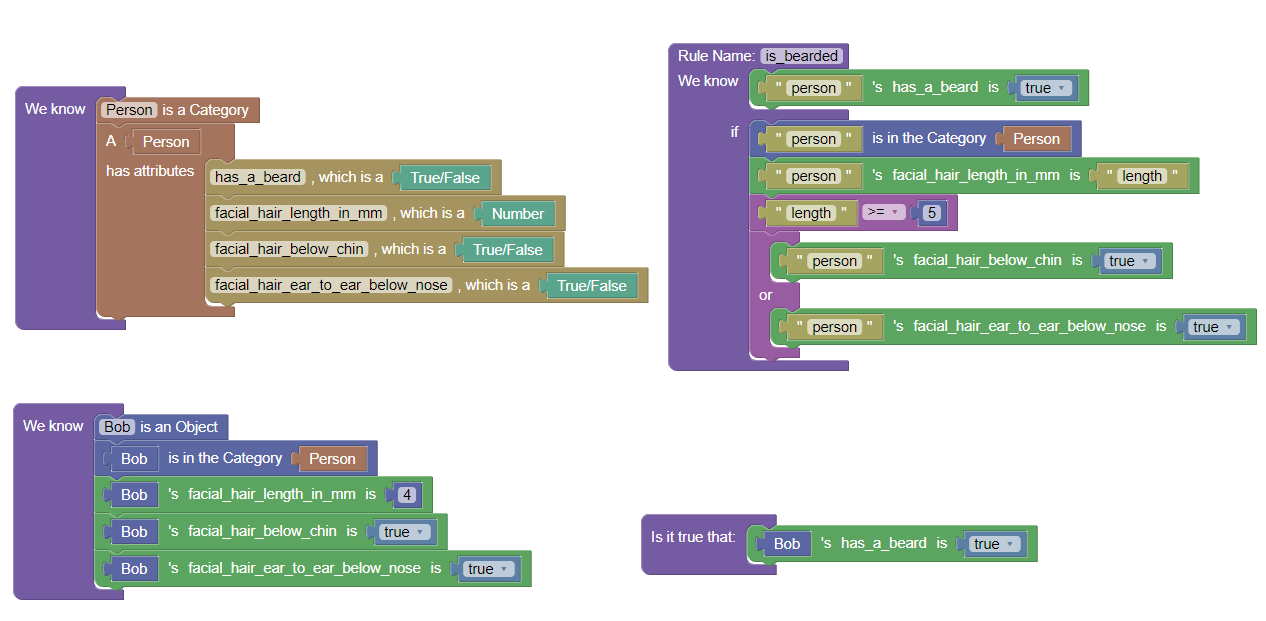 We know Person is a Category
A Person
has attributes
has_a_beard , which is a True/False
facial_hair_length_in_mm , which is a Number
facial_hair_below_chin , which is a True/False
facial_hair_ear_to_ear_below_nose , which is a True/False
Rule Name: is_bearded
We know " person " 's has_a_beard is true
if " person " is in the Category Person
" person " 's facial_hair_length_in_mm is " length "
" length " >= 5
" person " 's facial_hair_below_chin is true
or
" person " 's facial_hair_ear_to_ear_below_nose is true
We know Bob is an Object
Bob is in the Category Person
Bob 's facial_hair_length_in_mm is 4
Bob 's facial_hair_below_chin is true
Bob 's facial_hair_ear_to_ear_below_nose is true
Is it true that: Bob 's has_a_beard is true